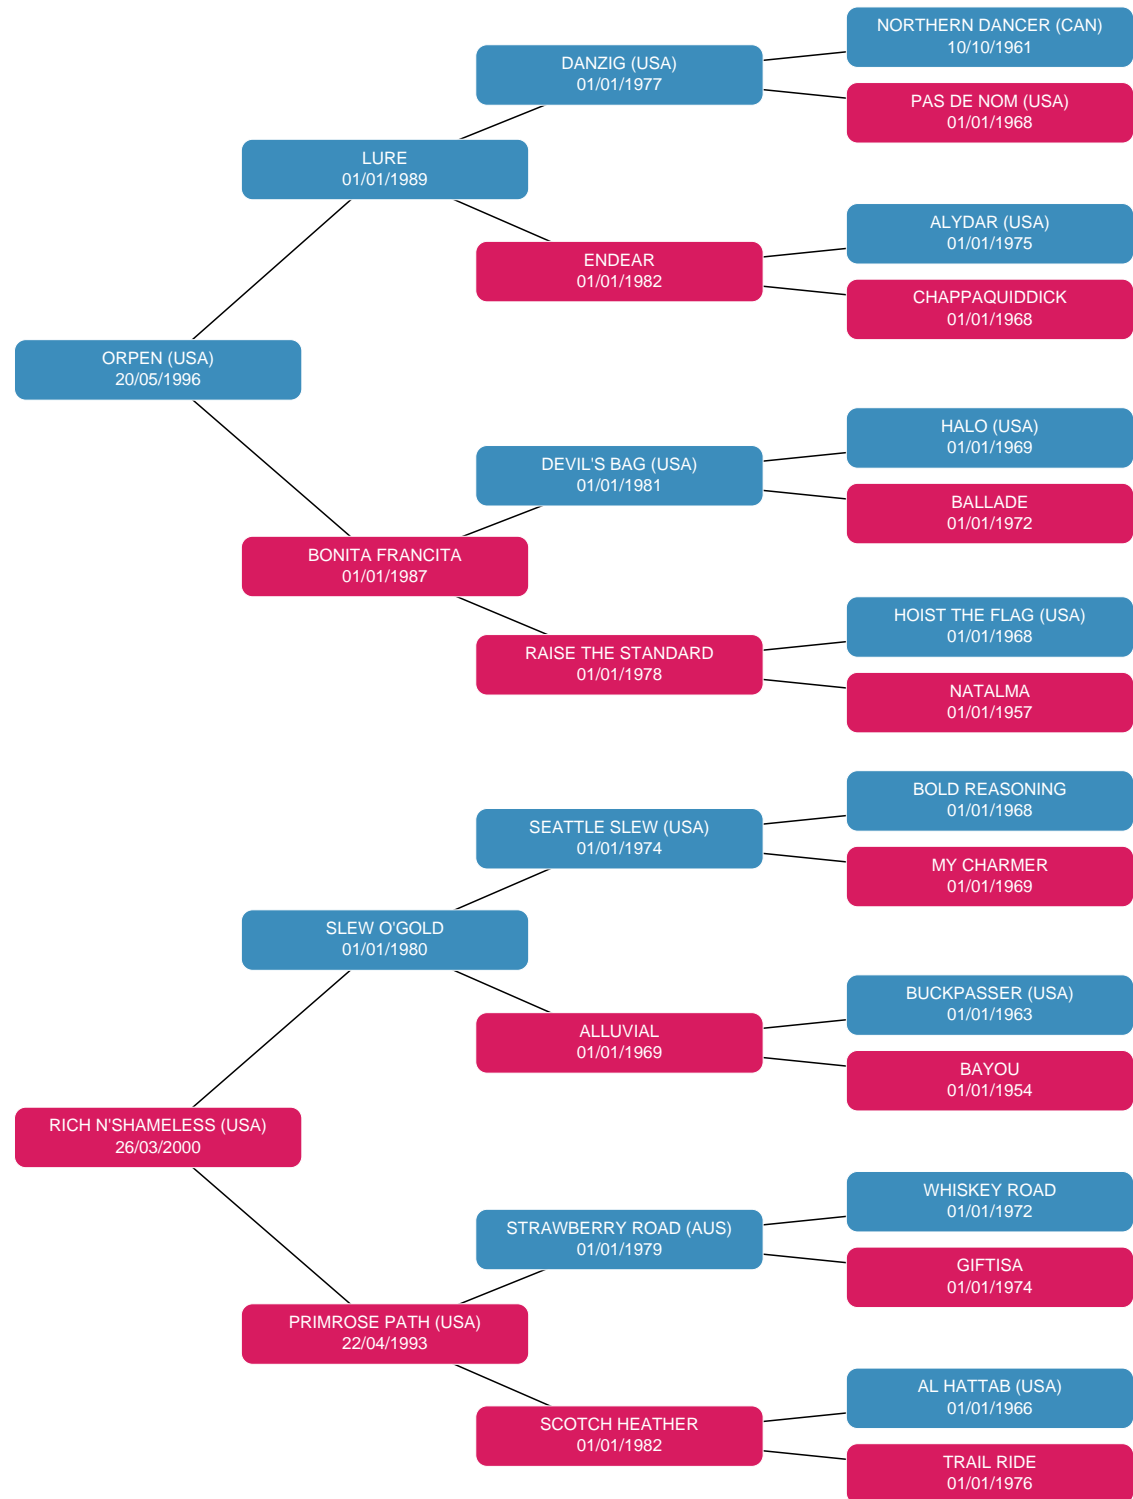 NORTHERN DANCER (CAN)
10/10/1961
DANZIG (USA)
01/01/1977
PAS DE NOM (USA)
01/01/1968
LURE
01/01/1989
ALYDAR (USA)
01/01/1975
ENDEAR
01/01/1982
CHAPPAQUIDDICK
01/01/1968
ORPEN (USA)
20/05/1996
HALO (USA)
01/01/1969
DEVIL'S BAG (USA)
01/01/1981
BALLADE
01/01/1972
BONITA FRANCITA
01/01/1987
HOIST THE FLAG (USA)
01/01/1968
RAISE THE STANDARD
01/01/1978
NATALMA
01/01/1957
BOLD REASONING
01/01/1968
SEATTLE SLEW (USA)
01/01/1974
MY CHARMER
01/01/1969
SLEW O'GOLD
01/01/1980
BUCKPASSER (USA)
01/01/1963
ALLUVIAL
01/01/1969
BAYOU
01/01/1954
RICH N'SHAMELESS (USA)
26/03/2000
WHISKEY ROAD
01/01/1972
STRAWBERRY ROAD (AUS)
01/01/1979
GIFTISA
01/01/1974
PRIMROSE PATH (USA)
22/04/1993
AL HATTAB (USA)
01/01/1966
SCOTCH HEATHER
01/01/1982
TRAIL RIDE
01/01/1976